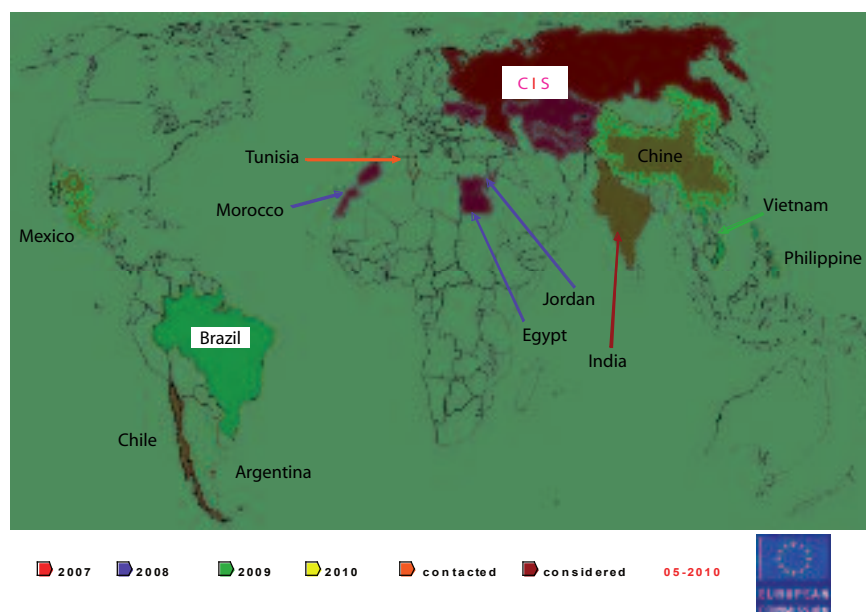 CIS
Tunisia
Chine
Morocco
Vietnam
Mexico
Philippine
Jordan
Egypt
Brazil
India
Chile
Argentina
2007
2008
2009
2010
contacted
considered
05-2010
EUROPEAN